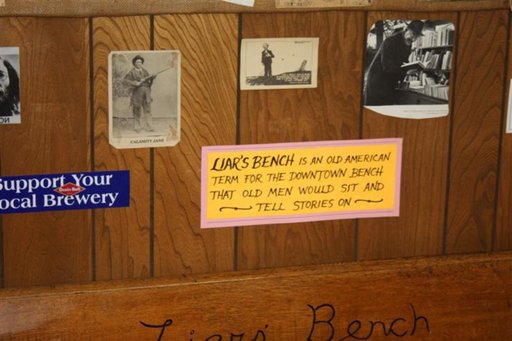 CALAMITY JANE
Support Your
Local Brewery
LIAR'S BENCH IS AN OLD AMERICAN
TERM FOR THE DOWNTOWN BENCH
THAT OLD MEN WOULD SIT AND
TELL STORIES ON
Liars' Bench